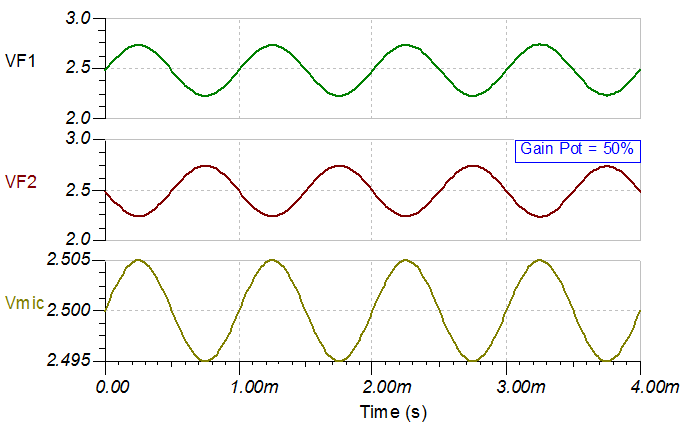 3.0
VF1 2.5
2.0
3.0
Gain Pot = 50%
VF2 2.5
2.0
2.505
Vmic 2.500
2.495
0.00 1.00m 2.00m 3.00m 4.00m
Time (s)